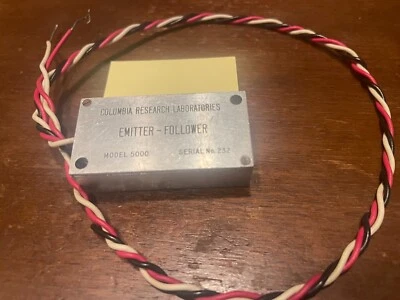 COLUMBIA RESEARCH LABORATORIES
EMITTER - FOLLOWER
MODEL 5000 SERIAL No. 232